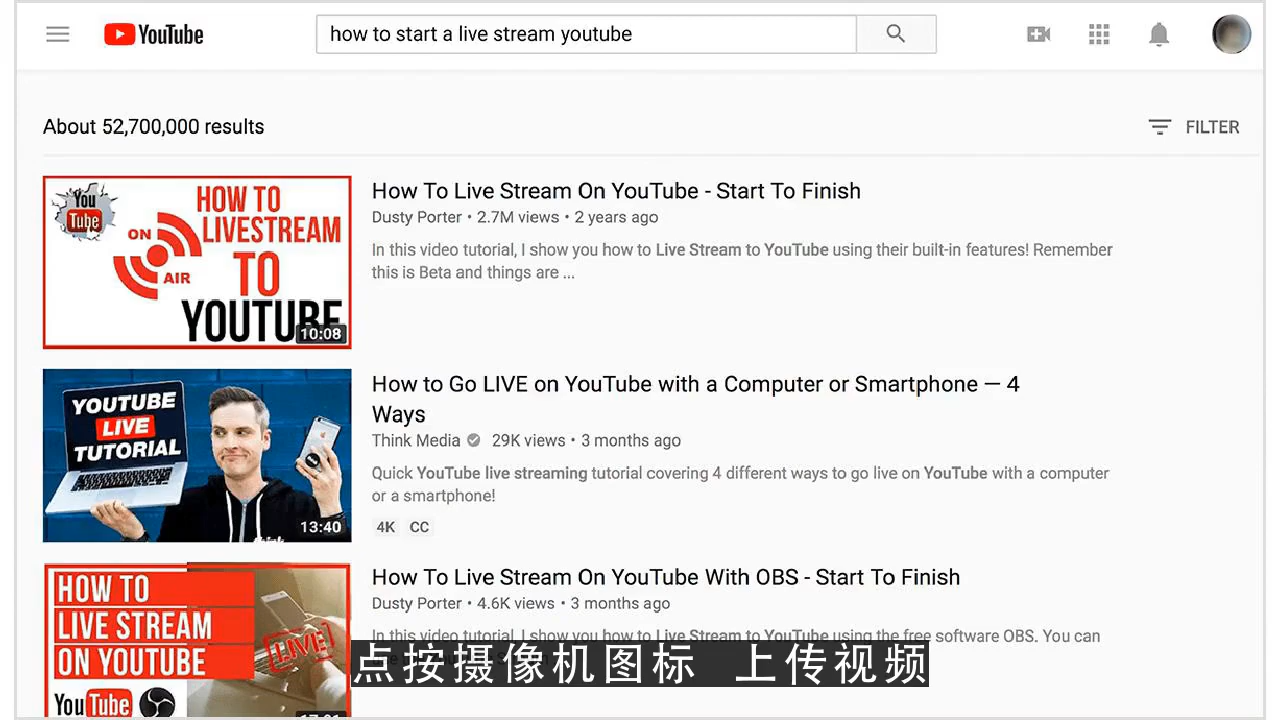 YouTube
how to start a live stream youtube
About 52,700,000 results
FILTER
You
Tube
HOW TO
LIVESTREAM
ON
AIR
TO
YOUTUBE
10:08
How To Live Stream On YouTube - Start To Finish
Dusty Porter • 2.7M views • 2 years ago
In this video tutorial, I show you how to Live Stream to YouTube using their built-in features! Remember
this is Beta and things are ...
YOUTUBE
LIVE
TUTORIAL
13:40
How to Go LIVE on YouTube with a Computer or Smartphone — 4
Ways
Think Media 29K views • 3 months ago
Quick YouTube live streaming tutorial covering 4 different ways to go live on YouTube with a computer
or a smartphone!
4K CC
HOW TO
LIVE STREAM
ON YOUTUBE
LIVE
YouTube
How To Live Stream On YouTube With OBS - Start To Finish
Dusty Porter • 4.6K views • 3 months ago
In this video tutorial, I show you how to Live Stream to YouTube using the free software OBS. You can
点按摄像机图标 上传视频